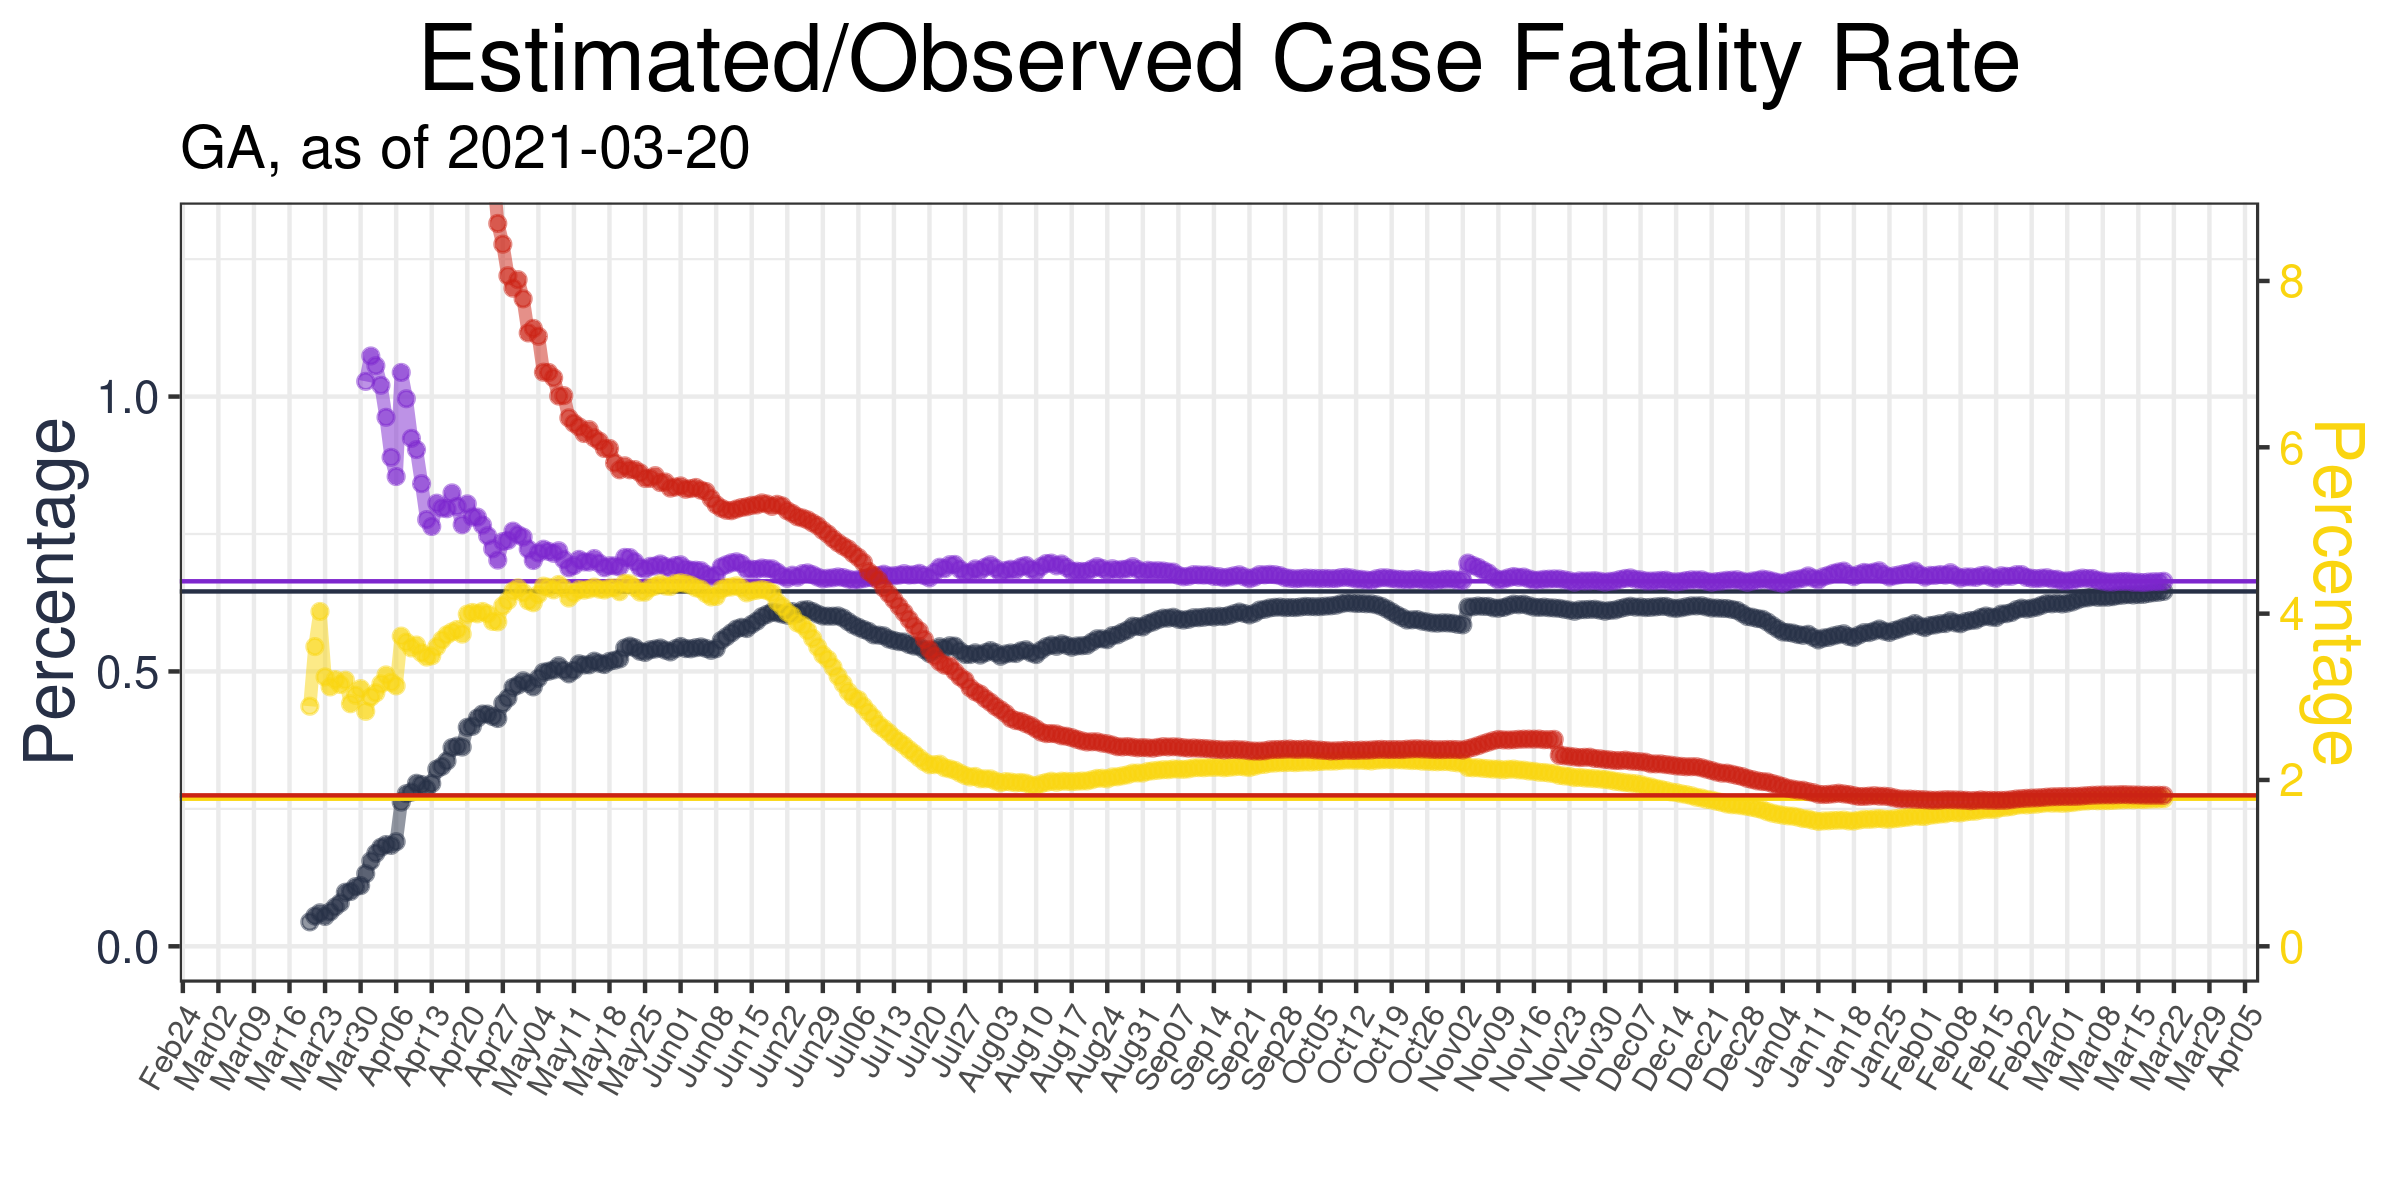 Estimated/Observed Case Fatality Rate
GA, as of 2021-03-20
Percentage
1.0
0.5
0.0
8
6
4
2
0
Percentage
Feb24
Mar02
Mar09
Mar16
Mar23
Mar30
Apr06
Apr13
Apr20
Apr27
May04
May11
May18
May25
Jun01
Jun08
Jun15
Jun22
Jun29
Jul06
Jul13
Jul20
Jul27
Aug03
Aug10
Aug17
Aug24
Aug31
Sep07
Sep14
Sep21
Sep28
Oct05
Oct12
Oct19
Oct26
Nov02
Nov09
Nov16
Nov23
Nov30
Dec07
Dec14
Dec21
Dec28
Jan04
Jan11
Jan18
Jan25
Feb01
Feb08
Feb15
Feb22
Mar01
Mar08
Mar15
Mar22
Mar29
Apr05